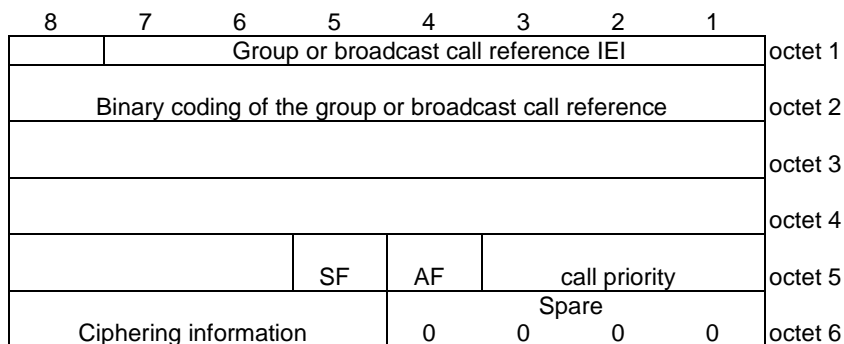 8 7 6 5 4 3 2 1
Group or broadcast call reference IEI octet 1
Binary coding of the group or broadcast call reference octet 2
octet 3
octet 4
SF AF call priority octet 5
Spare
Ciphering information 0 0 0 0 octet 6